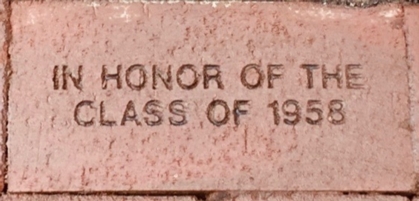 IN HONOR OF THE
CLASS OF 1958